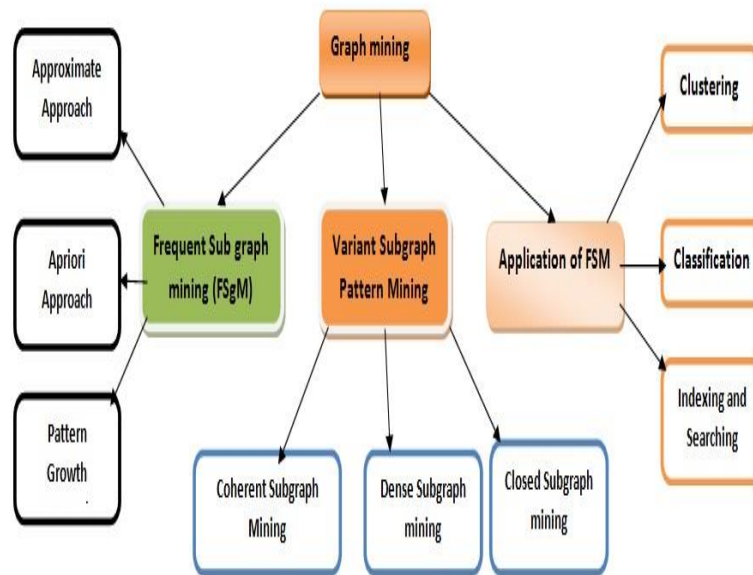 Graph mining
Approximate
Approach
Clustering
Frequent Sub graph
mining (FSgM)
Variant Subgraph
Pattern Mining
Application of FSM
Apriori
Approach
Classification
Pattern
Growth
.
Indexing and
Searching
Coherent Subgraph
Mining
Dense Subgraph
mining
Closed Subgraph
mining